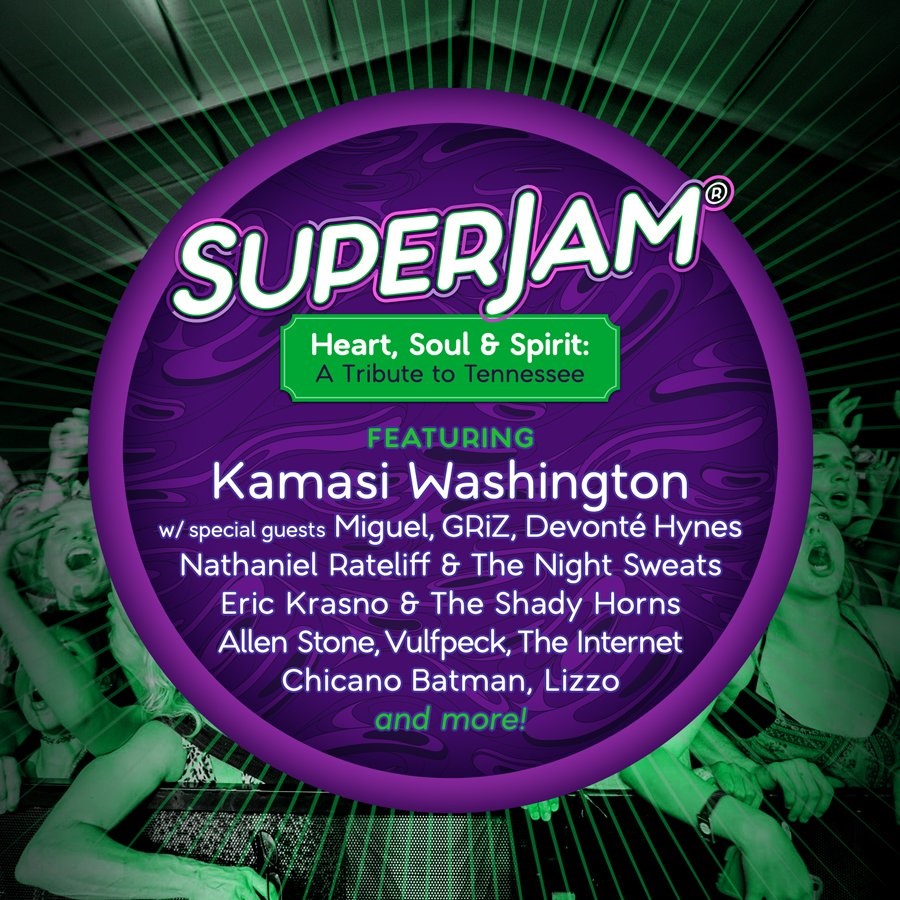 SUPERJAM®
Heart, Soul & Spirit:
A Tribute to Tennessee
FEATURING
Kamasi Washington
w/ special guests Miguel, GRiZ, Devonté Hynes
Nathaniel Rateliff & The Night Sweats
Eric Krasno & The Shady Horns
Allen Stone, Vulfpeck, The Internet
Chicano Batman, Lizzo
and more!